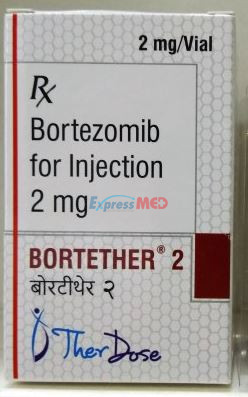 2 mg/Vial
Rx
Bortezomib
for Injection
2 mg
ExpressMED
BORTETHER® 2
बोरटीथेर २
TherDose